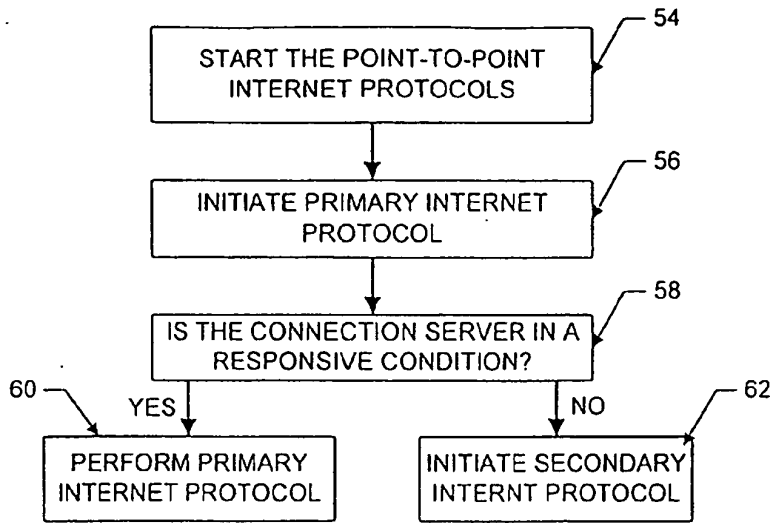 54
START THE POINT-TO-POINT
INTERNET PROTOCOLS
56
INITIATE PRIMARY INTERNET
PROTOCOL
58
IS THE CONNECTION SERVER IN A
RESPONSIVE CONDITION?
60
YES
NO
62
PERFORM PRIMARY
INTERNET PROTOCOL
INITIATE SECONDARY
INTERNT PROTOCOL